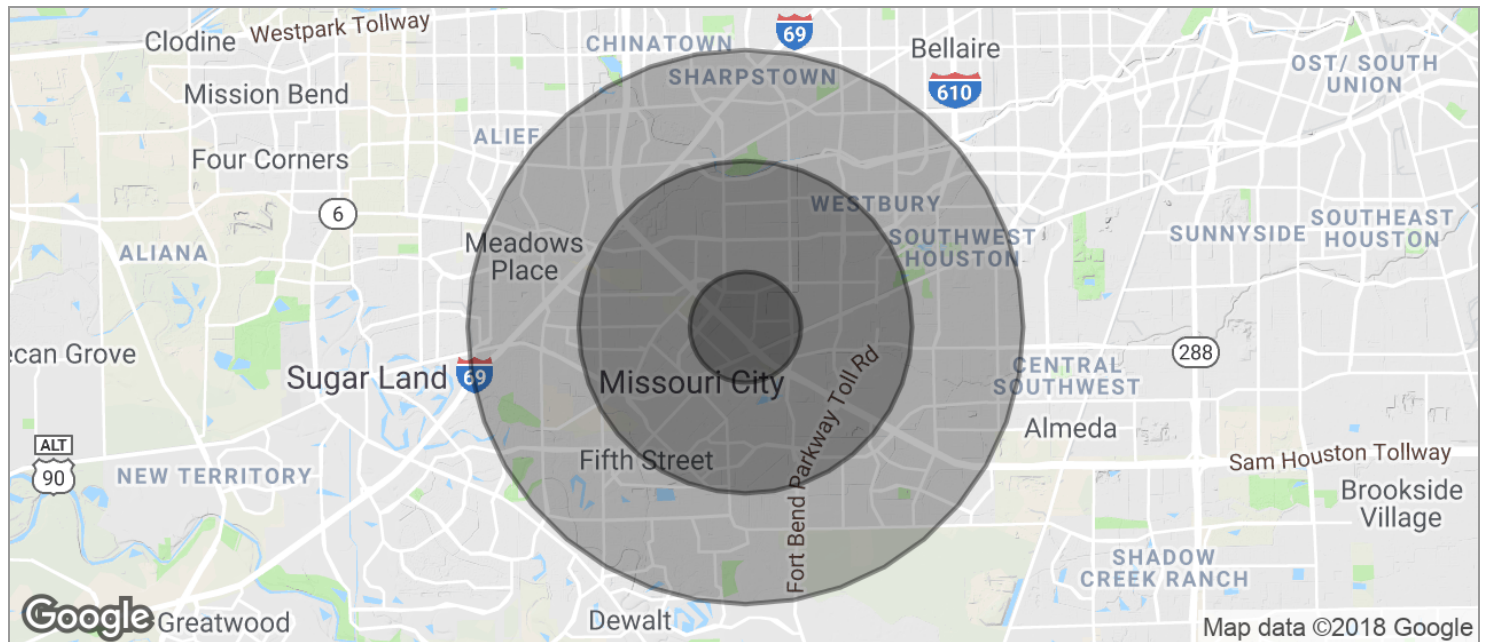 Clodine
Westpark Tollway
CHINATOWN
69
Bellaire
SHARPSTOWN
OST/ SOUTH
UNION
610
Mission Bend
ALIEF
Four Corners
6
WESTBURY
SOUTHWEST
HOUSTON
SUNNYSIDE
SOUTHEAST
HOUSTON
ALIANA
Meadows
Place
ecan Grove
288
CENTRAL
SOUTHWEST
Sugar Land
69
Missouri City
Fort Bend Parkway Toll Rd
Almeda
ALT
90
NEW TERRITORY
Fifth Street
Sam Houston Tollway
Brookside
Village
SHADOW
CREEK RANCH
Google
Greatwood
Dewalt
Map data ©2018 Google